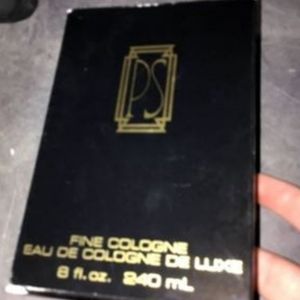 PS
FINE COLOGNE
EAU DE COLOGNE DE LUXE
8 fl. oz. 240 mL